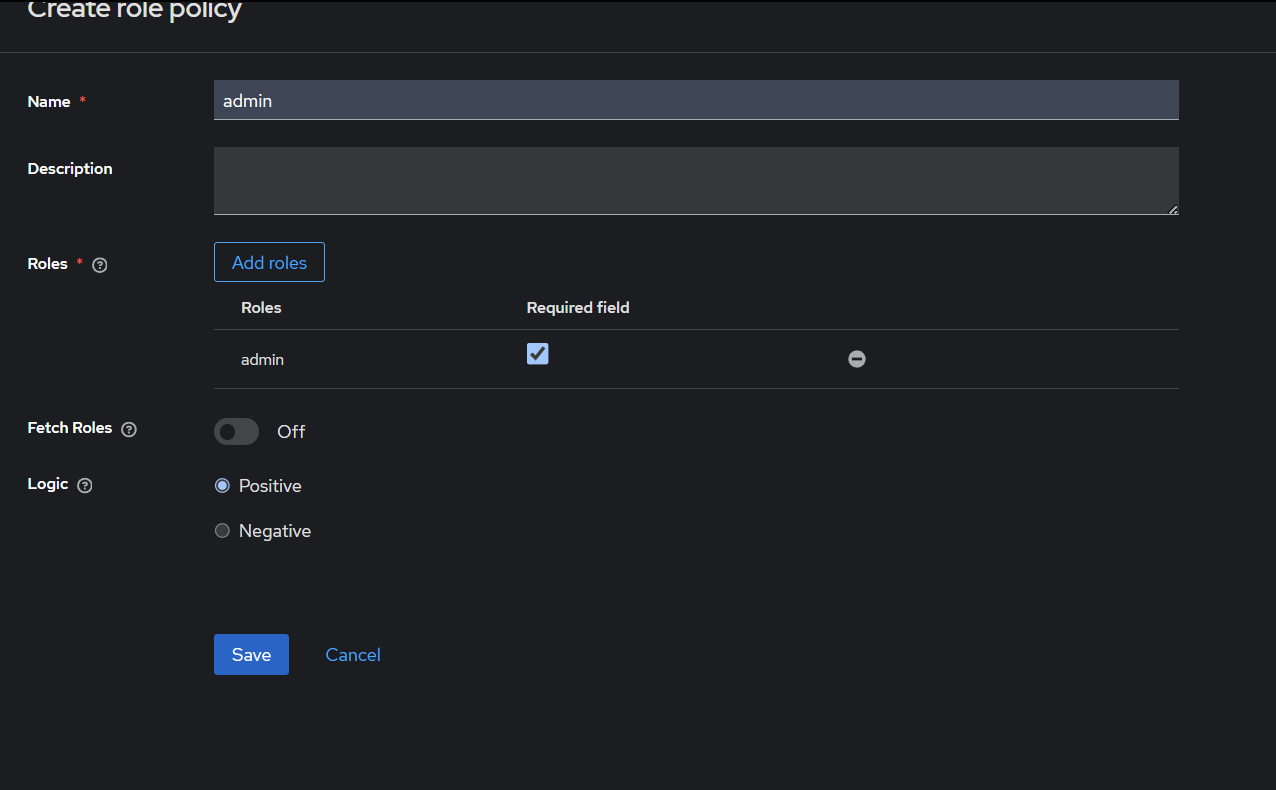 Create role policy
Name *
admin
Description
Roles * ?
Add roles
Roles Required field
admin
Fetch Roles ? Off
Logic ? Positive
Negative
Save Cancel